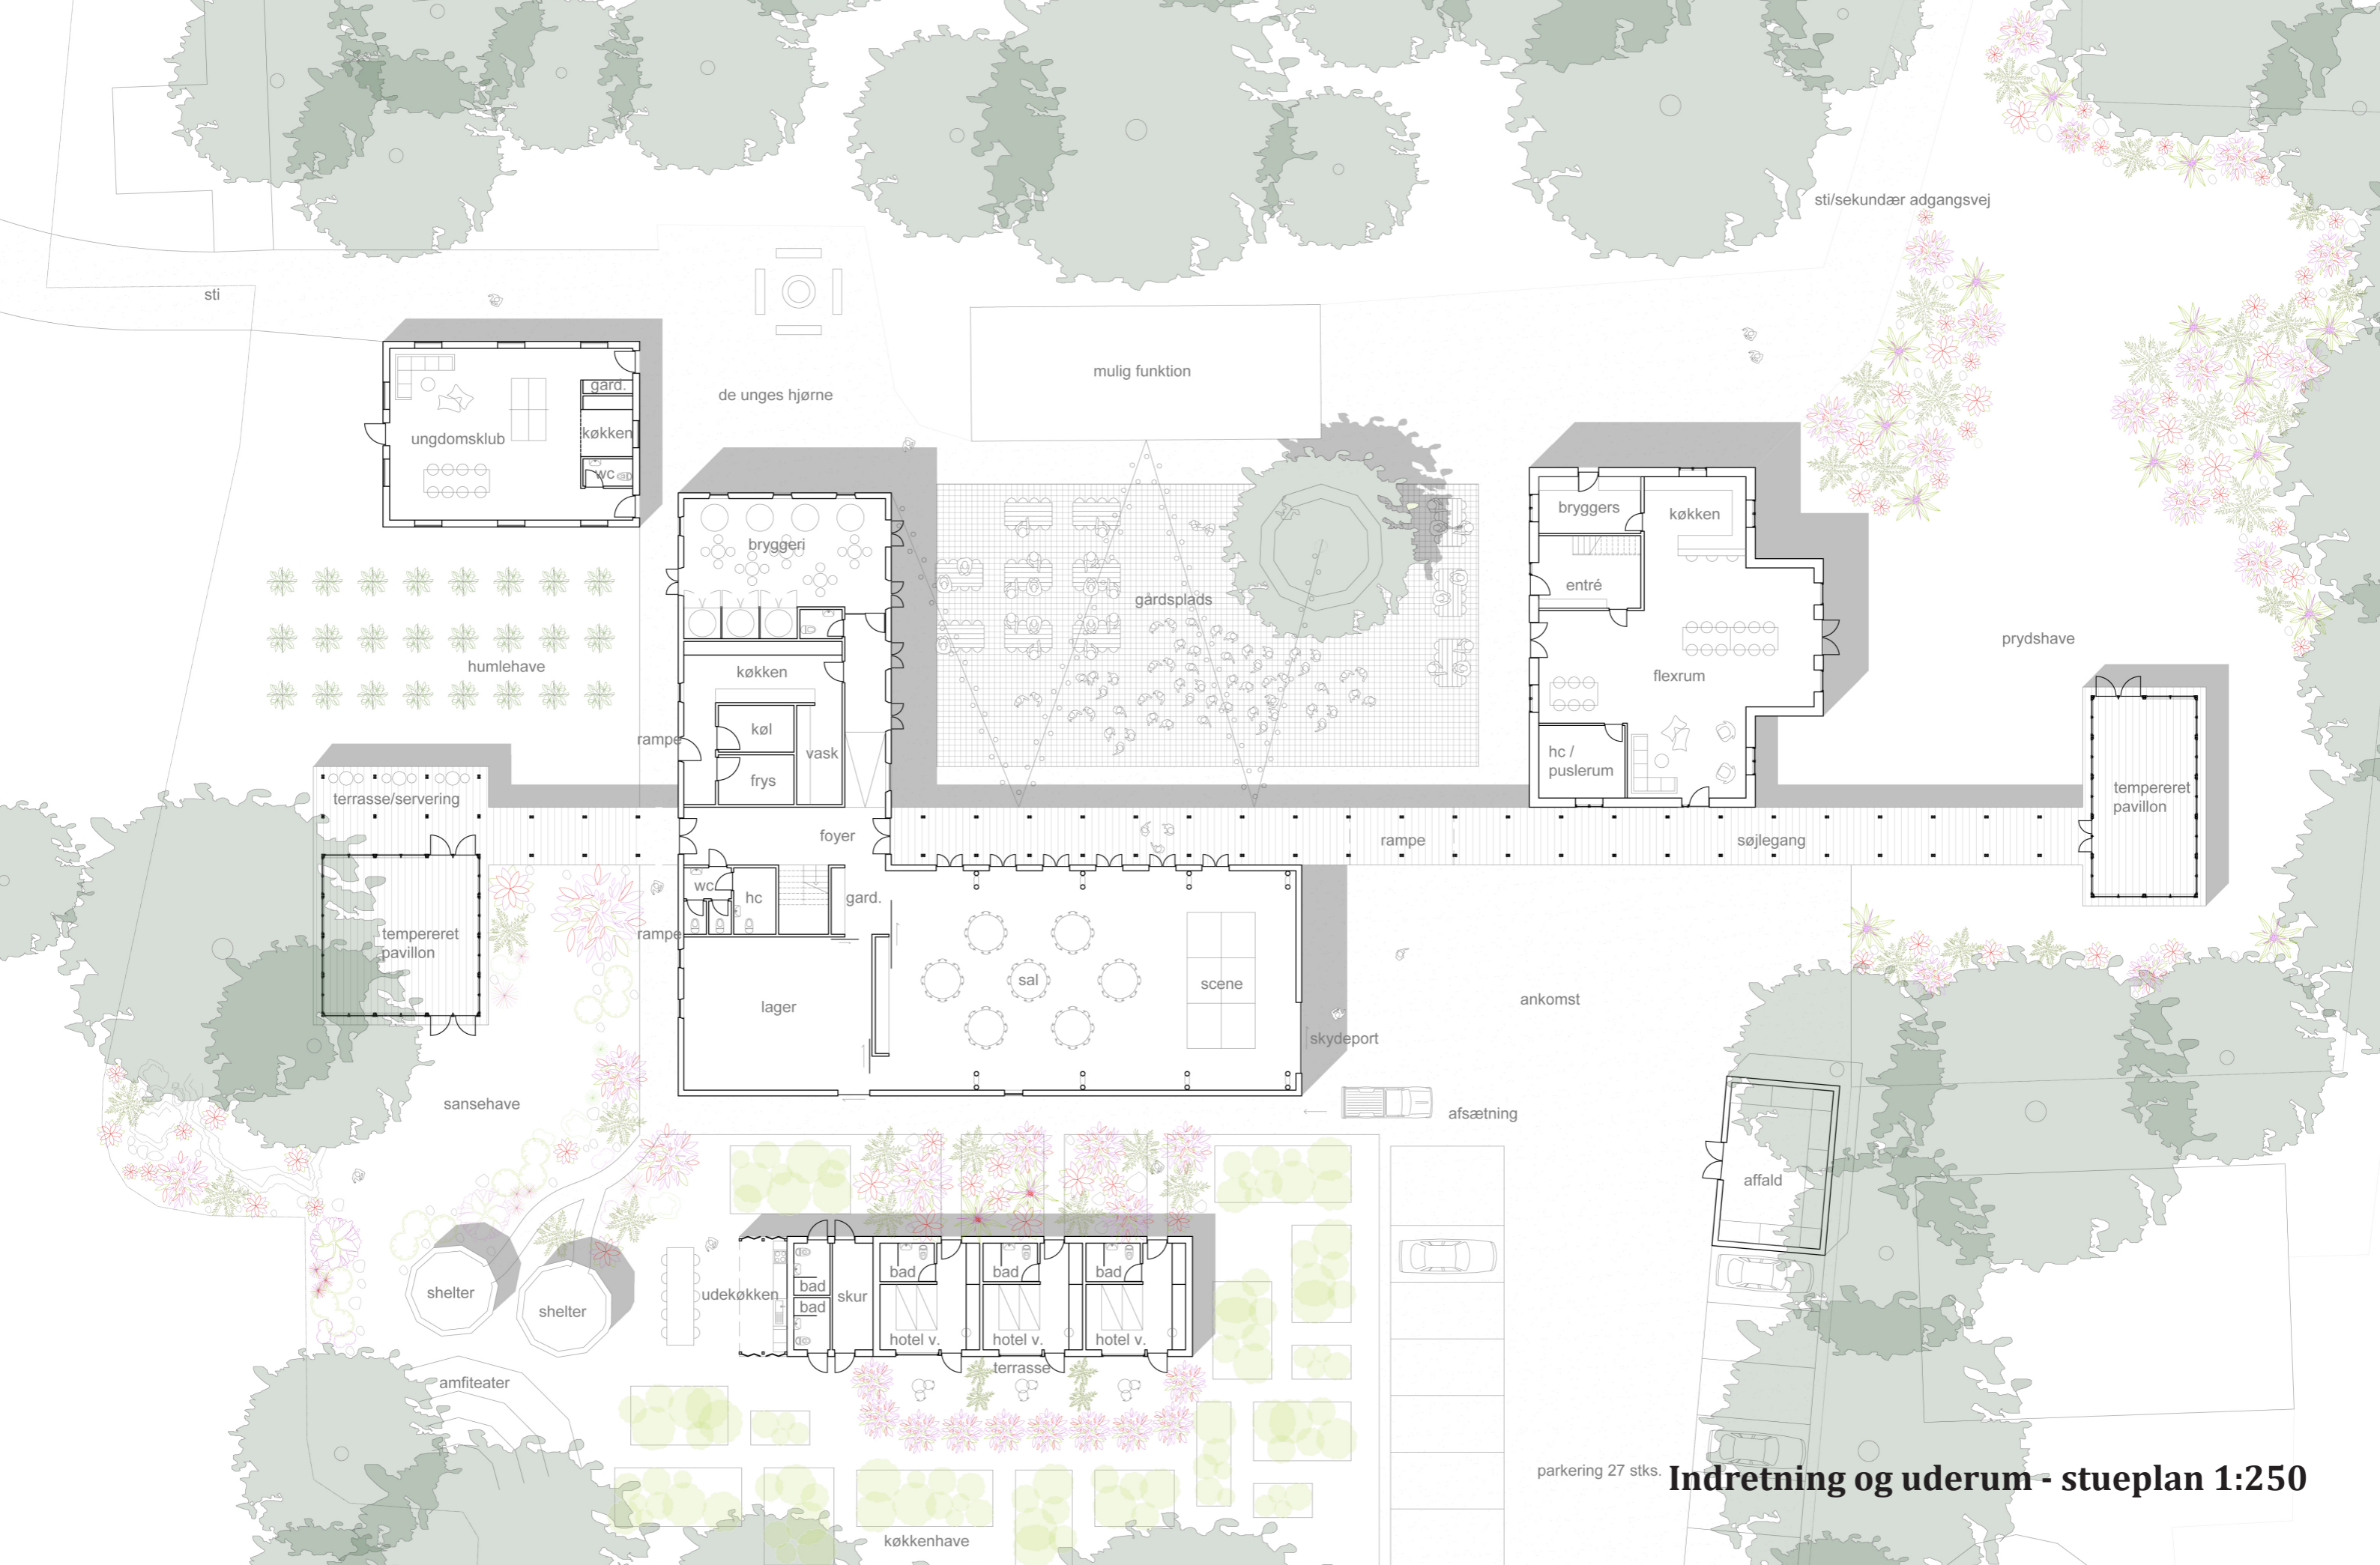 sti/sekundær adgangsvej
sti
mulig funktion
de unges hjørne
gard.
ungdomsklub
køkken
wc
bryggers
køkken
bryggeri
entré
gårdsplads
prydshave
humlehave
køkken
flexrum
køl
rampe
vask
hc /
puslerum
frys
tempereret
pavillon
terrasse/servering
foyer
rampe
søjlegang
wc
hc
gard.
tempereret
pavillon
rampe
sal
scene
lager
ankomst
skydeport
sansehave
afsætning
affald
shelter
shelter
udekøkken
bad
bad
skur
bad
bad
bad
hotel v.
hotel v.
hotel v.
terrasse
amfiteater
parkering 27 stks.
Indretning og uderum - stueplan 1:250
køkkenhave